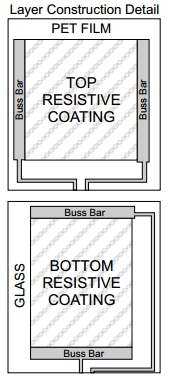 Layer Construction Detail
PET FILM
Buss Bar
TOP
RESISTIVE
COATING
Buss Bar
Buss Bar
GLASS
BOTTOM
RESISTIVE
COATING
Buss Bar